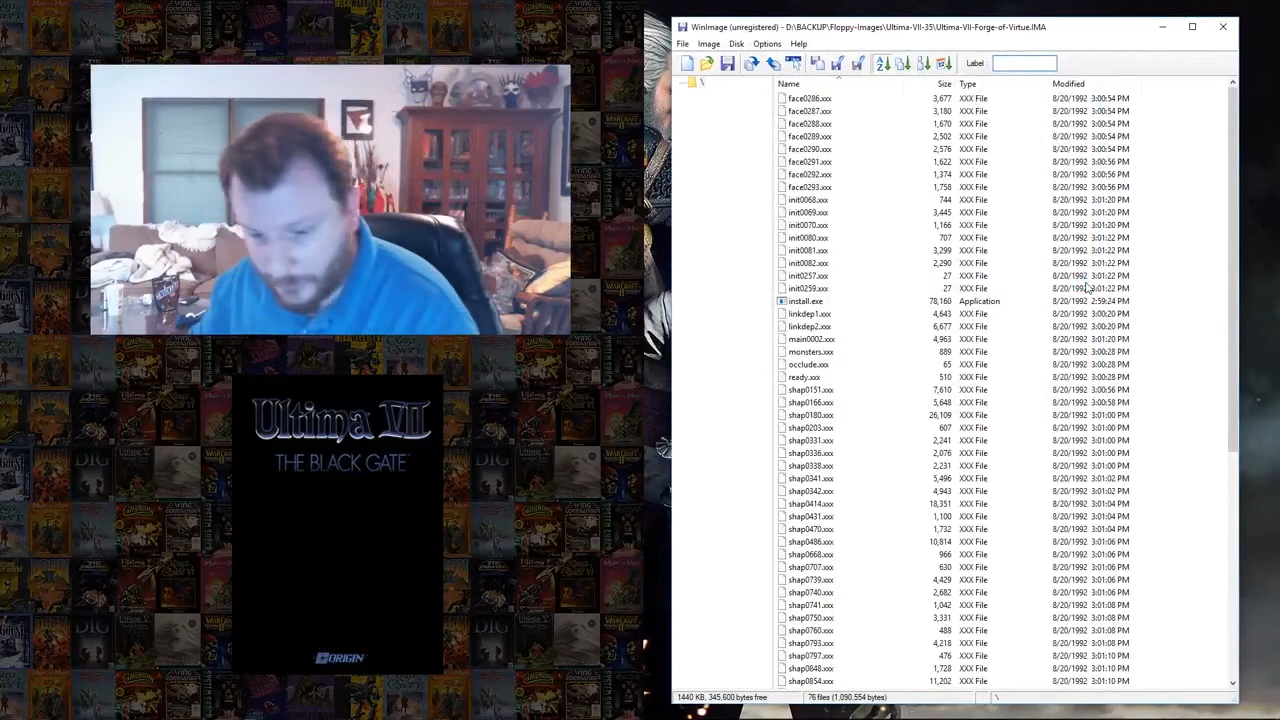 WinImage (unregistered) - D:\BACKUP\Floppy-Images\Ultima-VII-35\Ultima-VII-Forge-of-Virtue.IMA
File Image Disk Options Help
Label :
\ Name Size Type Modified
face0286.xxx 3,677 XXX File 8/20/1992 3:00:54 PM
face0287.xxx 3,180 XXX File 8/20/1992 3:00:54 PM
face0288.xxx 1,670 XXX File 8/20/1992 3:00:54 PM
face0289.xxx 2,502 XXX File 8/20/1992 3:00:54 PM
face0290.xxx 2,576 XXX File 8/20/1992 3:00:54 PM
face0291.xxx 1,622 XXX File 8/20/1992 3:00:56 PM
face0292.xxx 1,374 XXX File 8/20/1992 3:00:56 PM
face0293.xxx 1,758 XXX File 8/20/1992 3:00:56 PM
init0068.xxx 744 XXX File 8/20/1992 3:01:20 PM
init0069.xxx 3,445 XXX File 8/20/1992 3:01:20 PM
init0070.xxx 1,166 XXX File 8/20/1992 3:01:20 PM
init0080.xxx 707 XXX File 8/20/1992 3:01:22 PM
init0081.xxx 3,299 XXX File 8/20/1992 3:01:22 PM
init0082.xxx 2,290 XXX File 8/20/1992 3:01:22 PM
init0257.xxx 27 XXX File 8/20/1992 3:01:22 PM
init0259.xxx 27 XXX File 8/20/1992 3:01:22 PM
install.exe 78,160 Application 8/20/1992 2:59:24 PM
linkdep1.xxx 4,643 XXX File 8/20/1992 3:00:20 PM
linkdep2.xxx 6,677 XXX File 8/20/1992 3:00:20 PM
main0002.xxx 4,963 XXX File 8/20/1992 3:01:20 PM
monsters.xxx 889 XXX File 8/20/1992 3:00:28 PM
occlude.xxx 65 XXX File 8/20/1992 3:00:28 PM
ready.xxx 510 XXX File 8/20/1992 3:00:28 PM
shap0151.xxx 7,610 XXX File 8/20/1992 3:00:56 PM
shap0166.xxx 5,648 XXX File 8/20/1992 3:00:58 PM
shap0180.xxx 26,109 XXX File 8/20/1992 3:01:00 PM
shap0203.xxx 607 XXX File 8/20/1992 3:01:00 PM
shap0331.xxx 2,241 XXX File 8/20/1992 3:01:00 PM
shap0336.xxx 2,076 XXX File 8/20/1992 3:01:00 PM
shap0338.xxx 2,231 XXX File 8/20/1992 3:01:00 PM
shap0341.xxx 5,496 XXX File 8/20/1992 3:01:02 PM
shap0342.xxx 4,943 XXX File 8/20/1992 3:01:02 PM
shap0414.xxx 18,351 XXX File 8/20/1992 3:01:04 PM
shap0431.xxx 1,100 XXX File 8/20/1992 3:01:04 PM
shap0470.xxx 1,732 XXX File 8/20/1992 3:01:04 PM
shap0486.xxx 10,814 XXX File 8/20/1992 3:01:06 PM
shap0668.xxx 966 XXX File 8/20/1992 3:01:06 PM
shap0707.xxx 630 XXX File 8/20/1992 3:01:06 PM
shap0739.xxx 4,429 XXX File 8/20/1992 3:01:06 PM
shap0740.xxx 2,682 XXX File 8/20/1992 3:01:06 PM
shap0741.xxx 1,042 XXX File 8/20/1992 3:01:08 PM
shap0750.xxx 3,331 XXX File 8/20/1992 3:01:08 PM
shap0760.xxx 488 XXX File 8/20/1992 3:01:08 PM
shap0793.xxx 4,218 XXX File 8/20/1992 3:01:08 PM
shap0797.xxx 476 XXX File 8/20/1992 3:01:10 PM
shap0848.xxx 1,728 XXX File 8/20/1992 3:01:10 PM
shap0854.xxx 11,202 XXX File 8/20/1992 3:01:10 PM
1440 KB, 345,600 bytes free 76 files (1,090,554 bytes) \
Ultima VII
THE BLACK GATE
ORIGIN